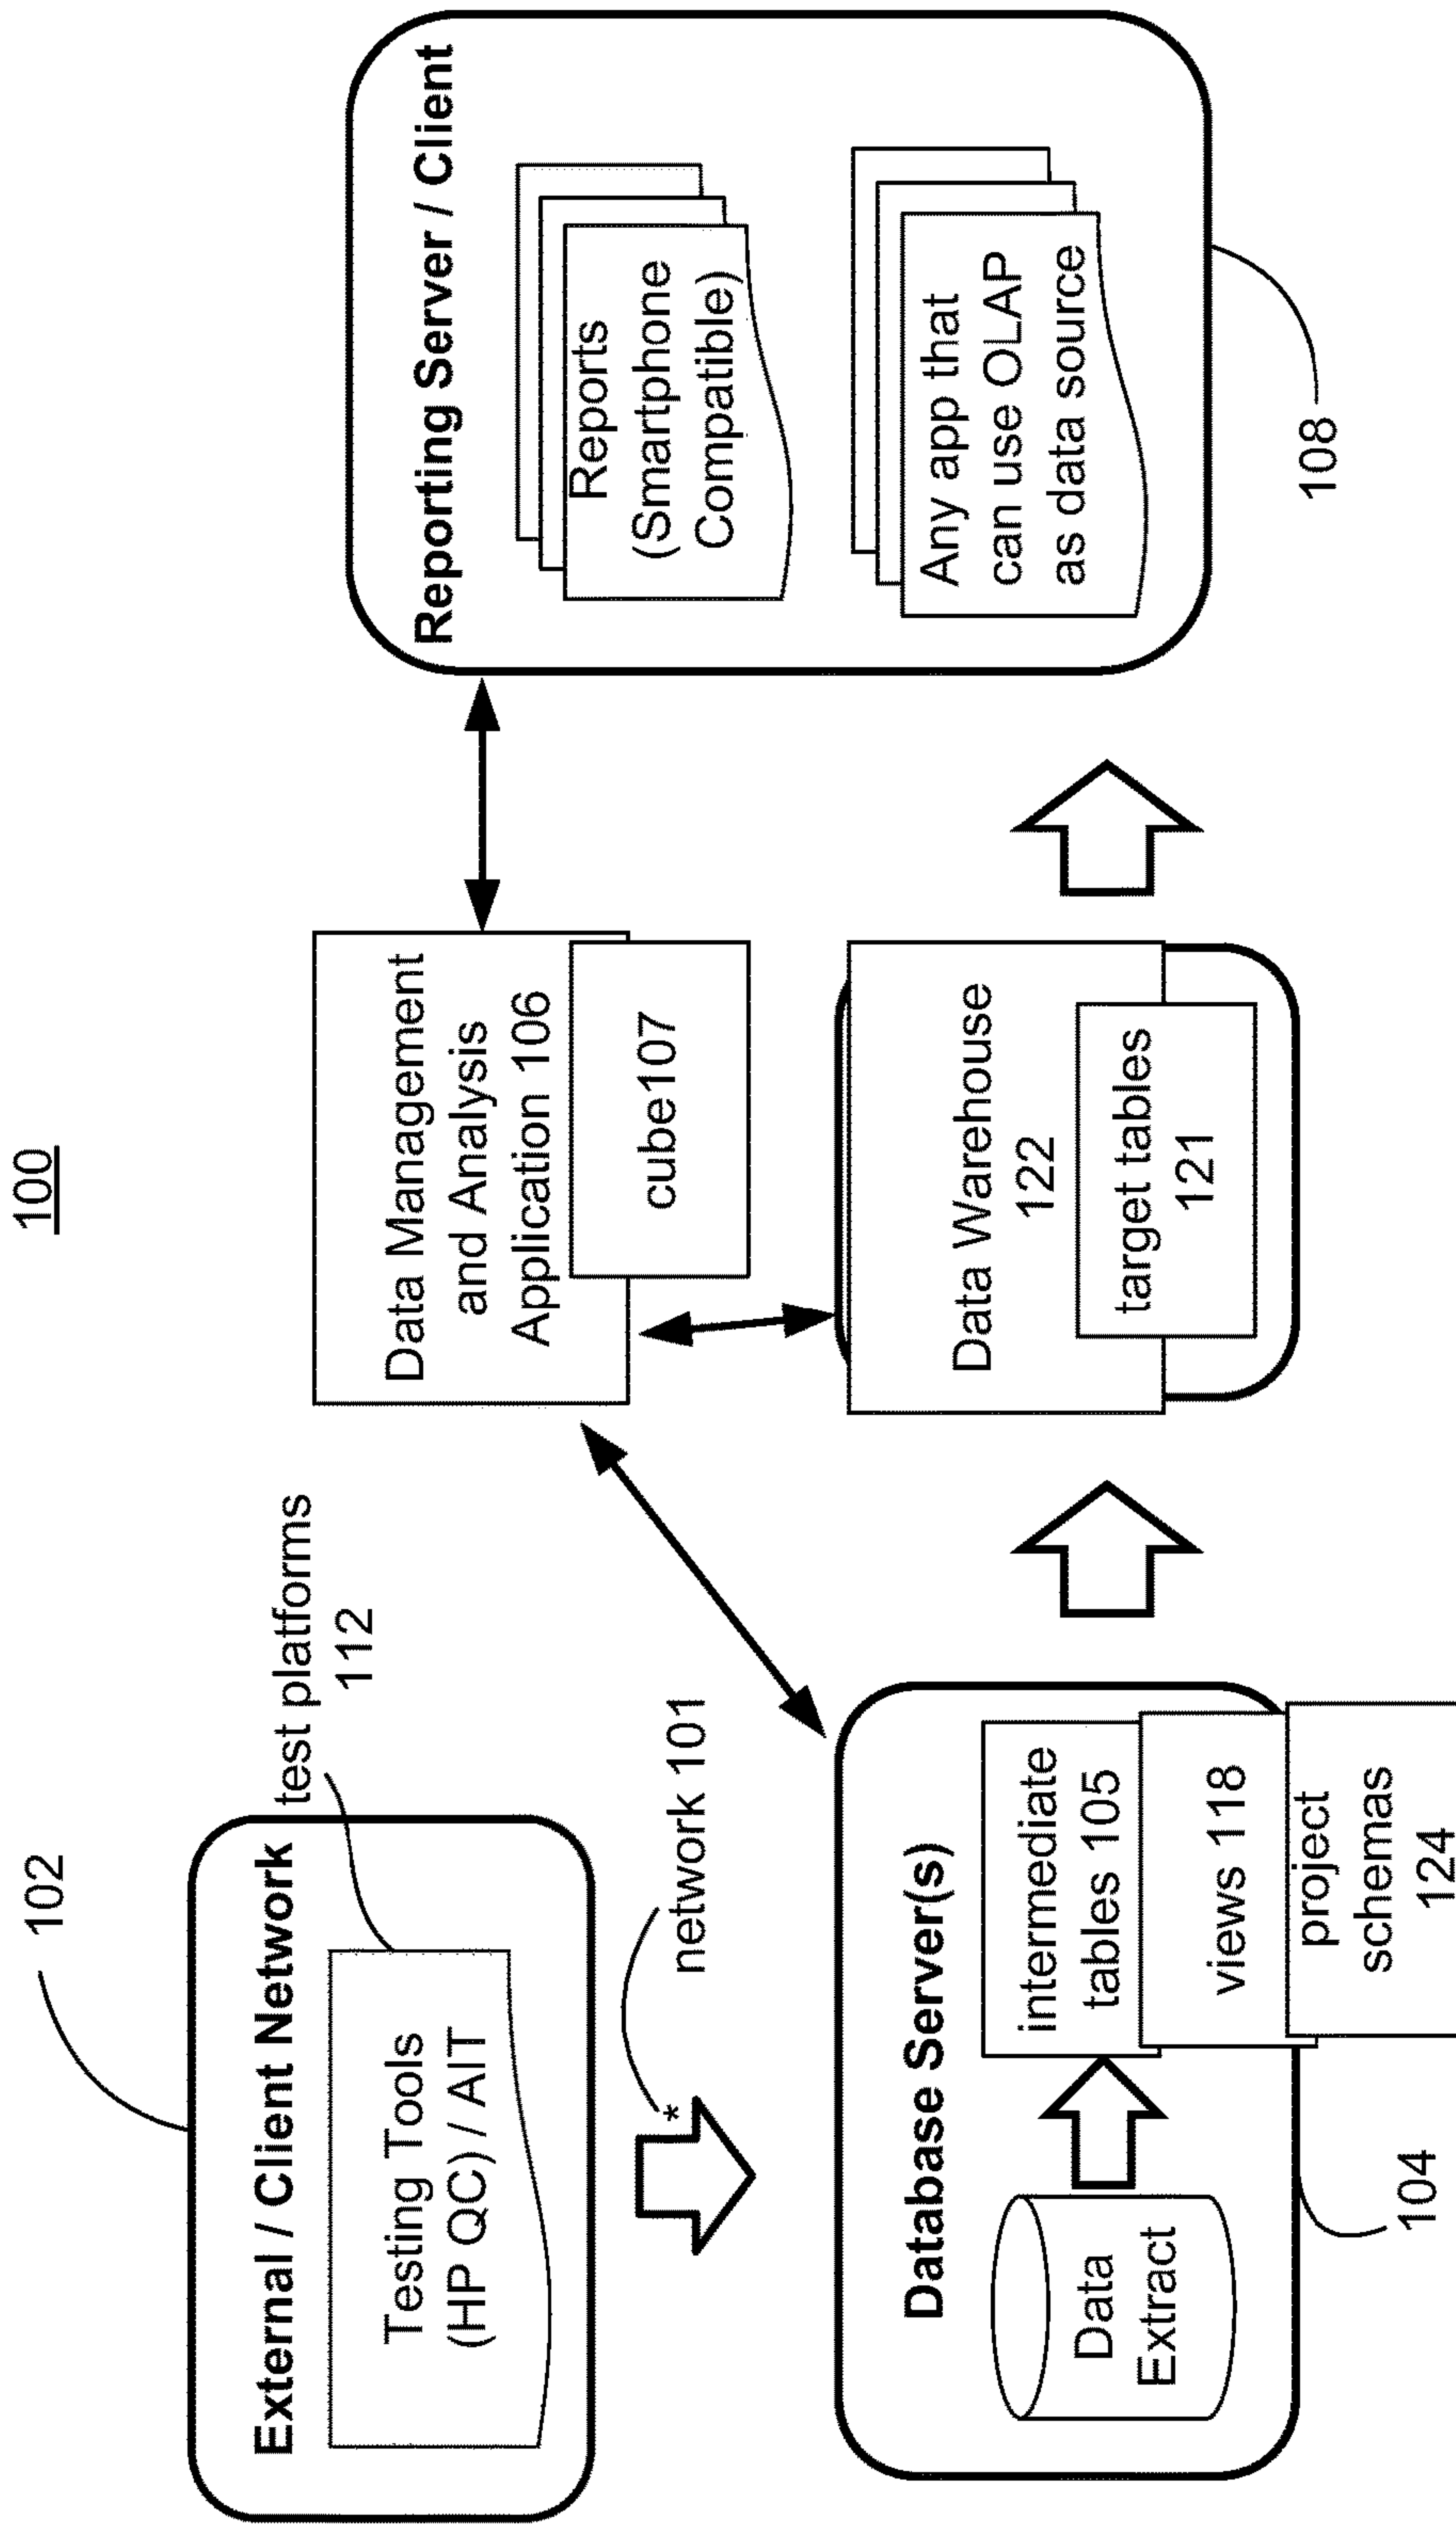 100
102
External / Client Network
Testing Tools
(HP QC) / AIT
test platforms
112
network 101
*
Data Management
and Analysis
Application 106
cube107
Reporting Server / Client
Reports
(Smartphone
Compatible)
Any app that
can use OLAP
as data source
108
Database Server(s)
Data
Extract
intermediate
tables 105
views 118
project
schemas
124
104
Data Warehouse
122
target tables
121